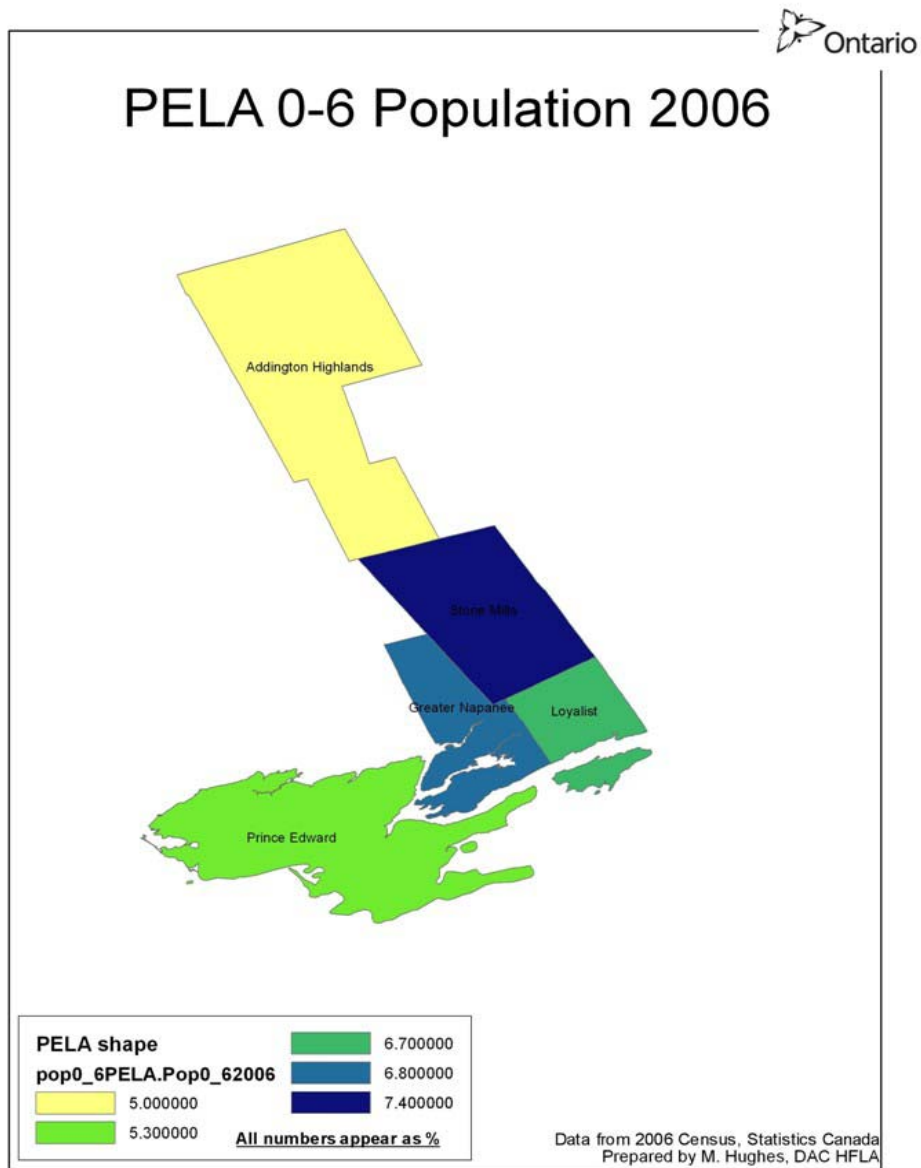 Ontario
PELA 0-6 Population 2006
Addington Highlands
Stone Mills
Greater Napanee
Loyalist
Prince Edward
PELA shape
pop0_6PELA.Pop0_62006
5.000000
5.300000
6.700000
6.800000
7.400000
All numbers appear as %
Data from 2006 Census, Statistics Canada
Prepared by M. Hughes, DAC HFLA